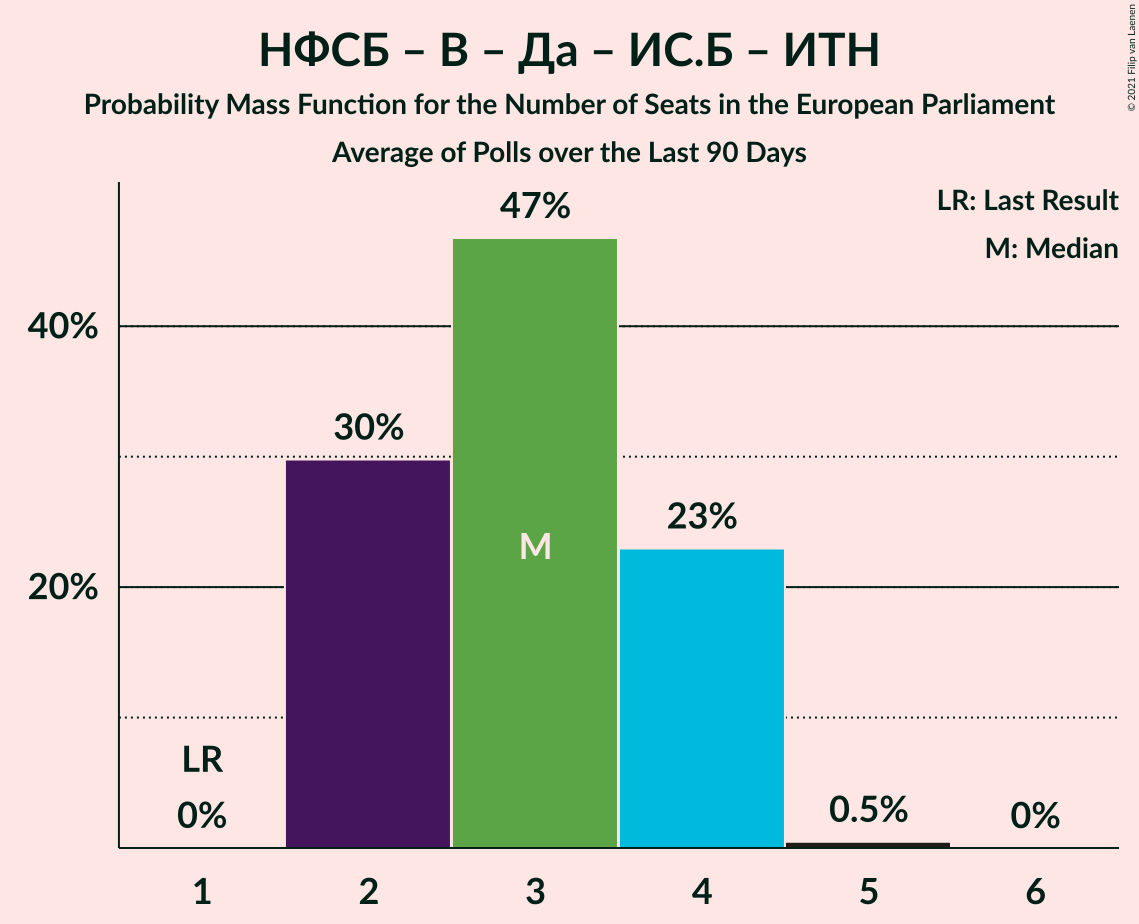 НФСБ – В – Да – ИС.Б – ИТН
Probability Mass Function for the Number of Seats in the European Parliament
Average of Polls over the Last 90 Days
© 2021 Filip van Laenen
LR: Last Result
M: Median
47%
40%
30%
23%
M
20%
LR
0%
0.5%
0%
1 2 3 4 5 6